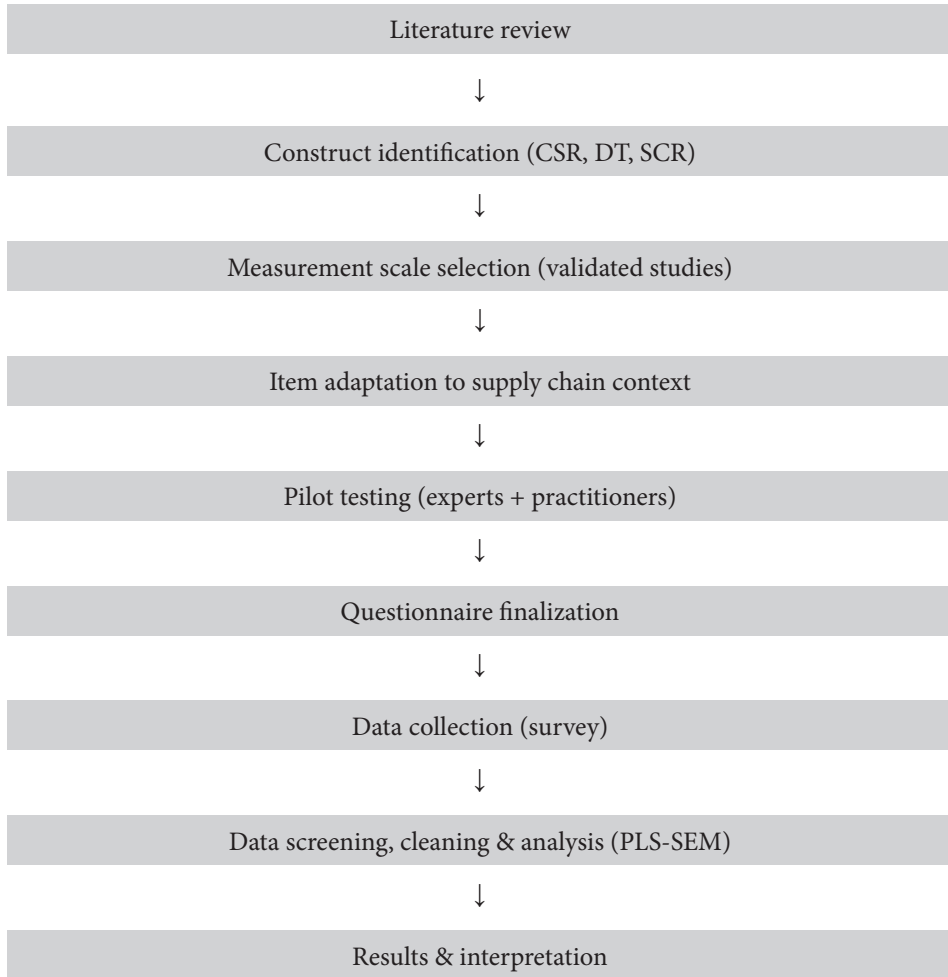 Literature review
↓
Construct identification (CSR, DT, SCR)
↓
Measurement scale selection (validated studies)
↓
Item adaptation to supply chain context
↓
Pilot testing (experts + practitioners)
↓
Questionnaire finalization
↓
Data collection (survey)
↓
Data screening, cleaning & analysis (PLS-SEM)
↓
Results & interpretation